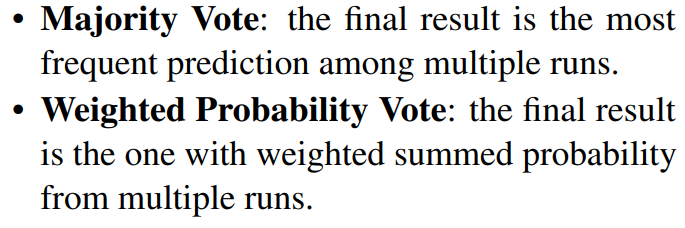 • Majority Vote: the final result is the most
frequent prediction among multiple runs.
• Weighted Probability Vote: the final result
is the one with weighted summed probability
from multiple runs.